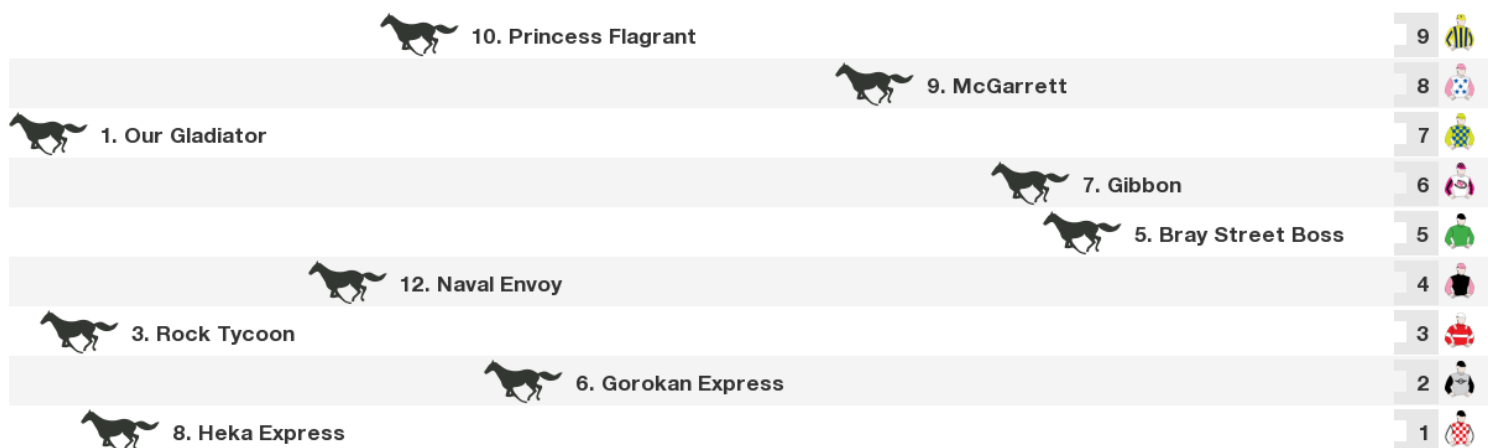 10. Princess Flagrant 9
9. McGarrett 8
1. Our Gladiator 7
7. Gibbon 6
5. Bray Street Boss 5
12. Naval Envoy 4
3. Rock Tycoon 3
6. Gorokan Express 2
8. Heka Express 1